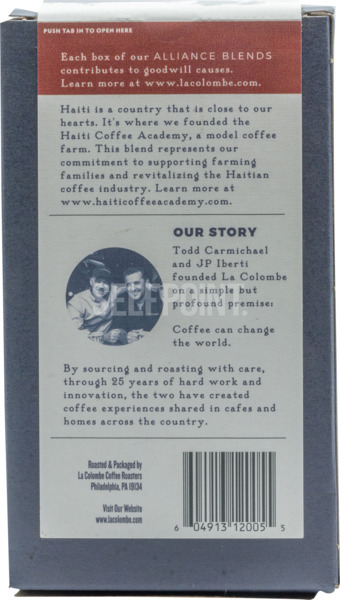 PUSH TAB IN TO OPEN HERE
Each box of our ALLIANCE BLENDS
contributes to goodwill causes.
Learn more at www.lacolombe.com.
Haiti is a country that is close to our
hearts. It's where we founded the
Haiti Coffee Academy, a model coffee
farm. This blend represents our
commitment to supporting farming
families and revitalizing the Haitian
coffee industry. Learn more at
www.haiticoffeeacademy.com.
OUR STORY
Todd Carmichael
and JP Iberti
founded La Colombe
on a simple but
profound premise:
Coffee can change
the world.
By sourcing and roasting with care,
through 25 years of hard work and
innovation, the two have created
coffee experiences shared in cafes and
homes across the country.
Roasted & Packaged by
La Colombe Coffee Roasters
Philadelphia, PA 19134
Visit Our Website
www.lacolombe.com
6 04913 12005 5